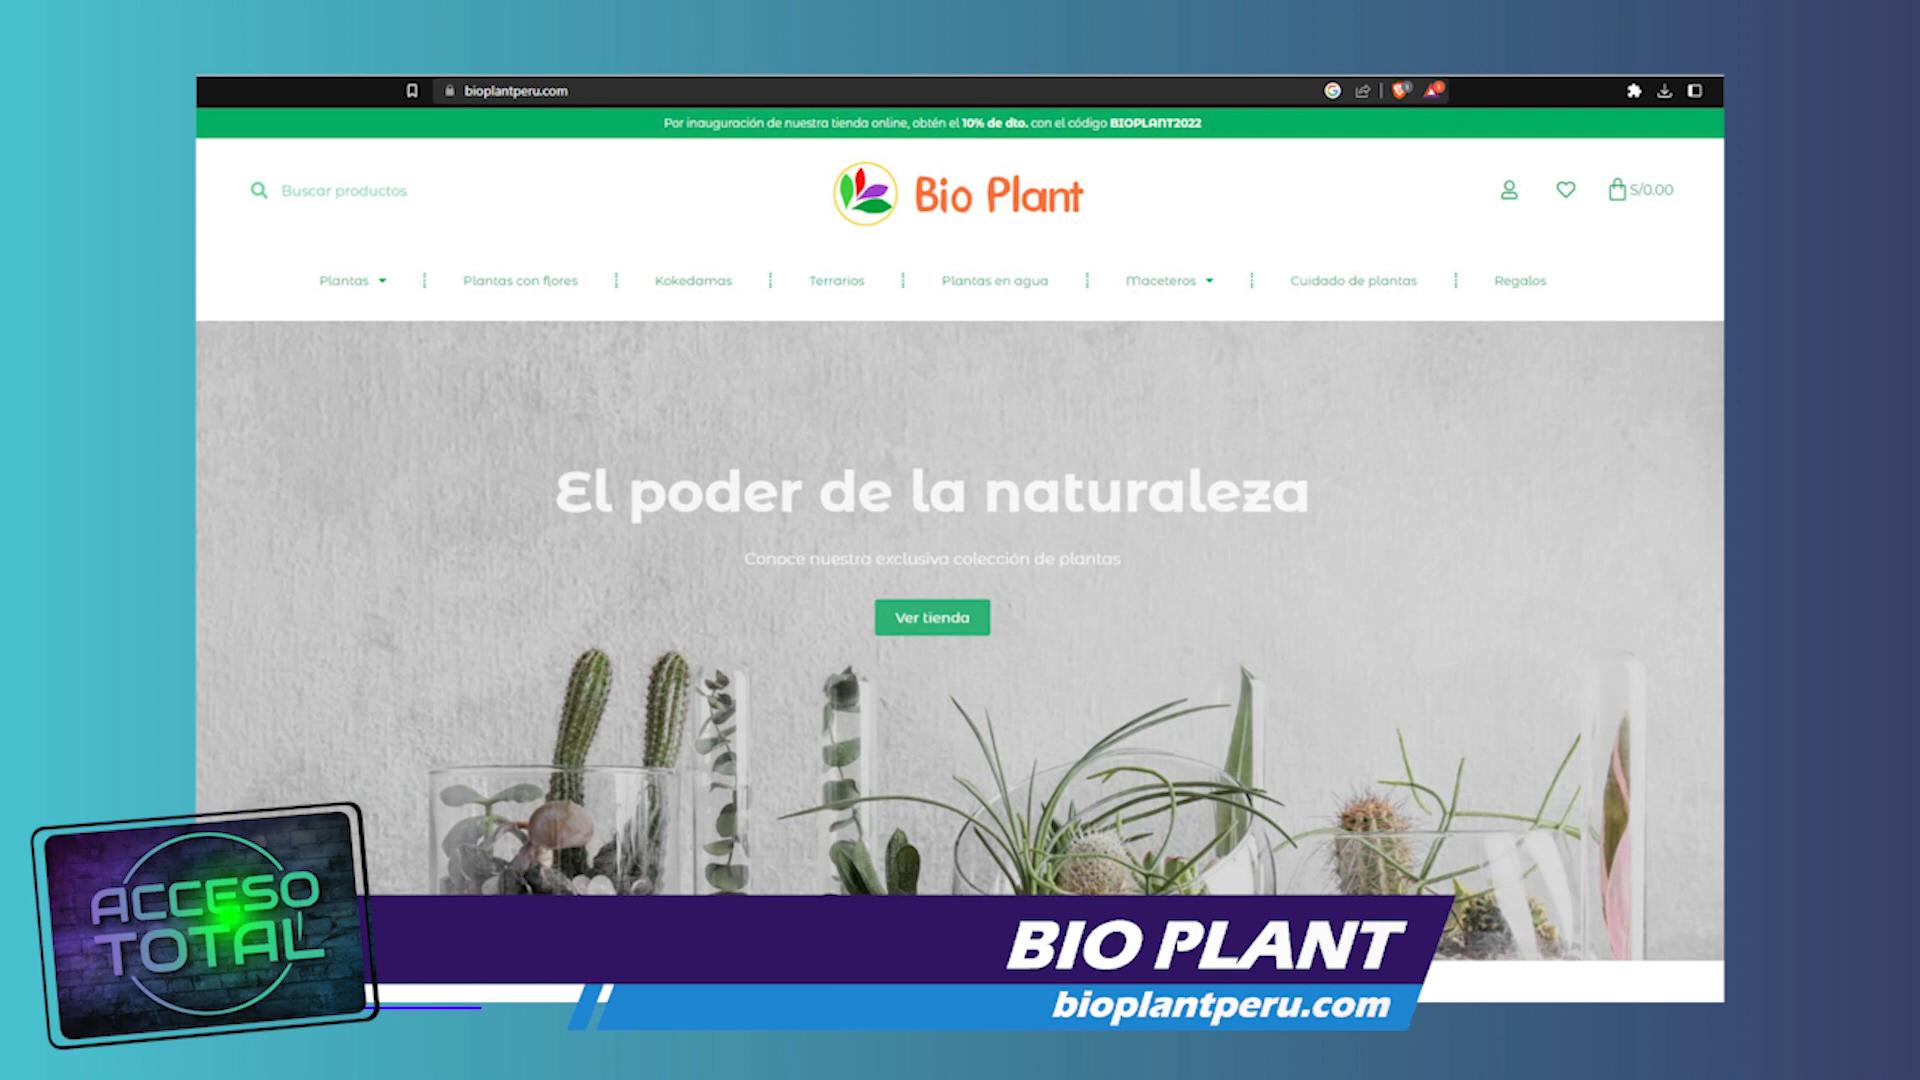 bioplantperu.com
Por inauguración de nuestra tienda online, obtén el 10% de dto. con el código BIOPLANT2022
Buscar productos
Bio Plant
S/0.00
Plantas
Plantas con flores
Kokedamas
Terrarios
Plantas en agua
Maceteros
Cuidado de plantas
Regalos
El poder de la naturaleza
Conoce nuestra exclusiva colección de plantas
Ver tienda
ACCESO
TOTAL
BIO PLANT
bioplantperu.com